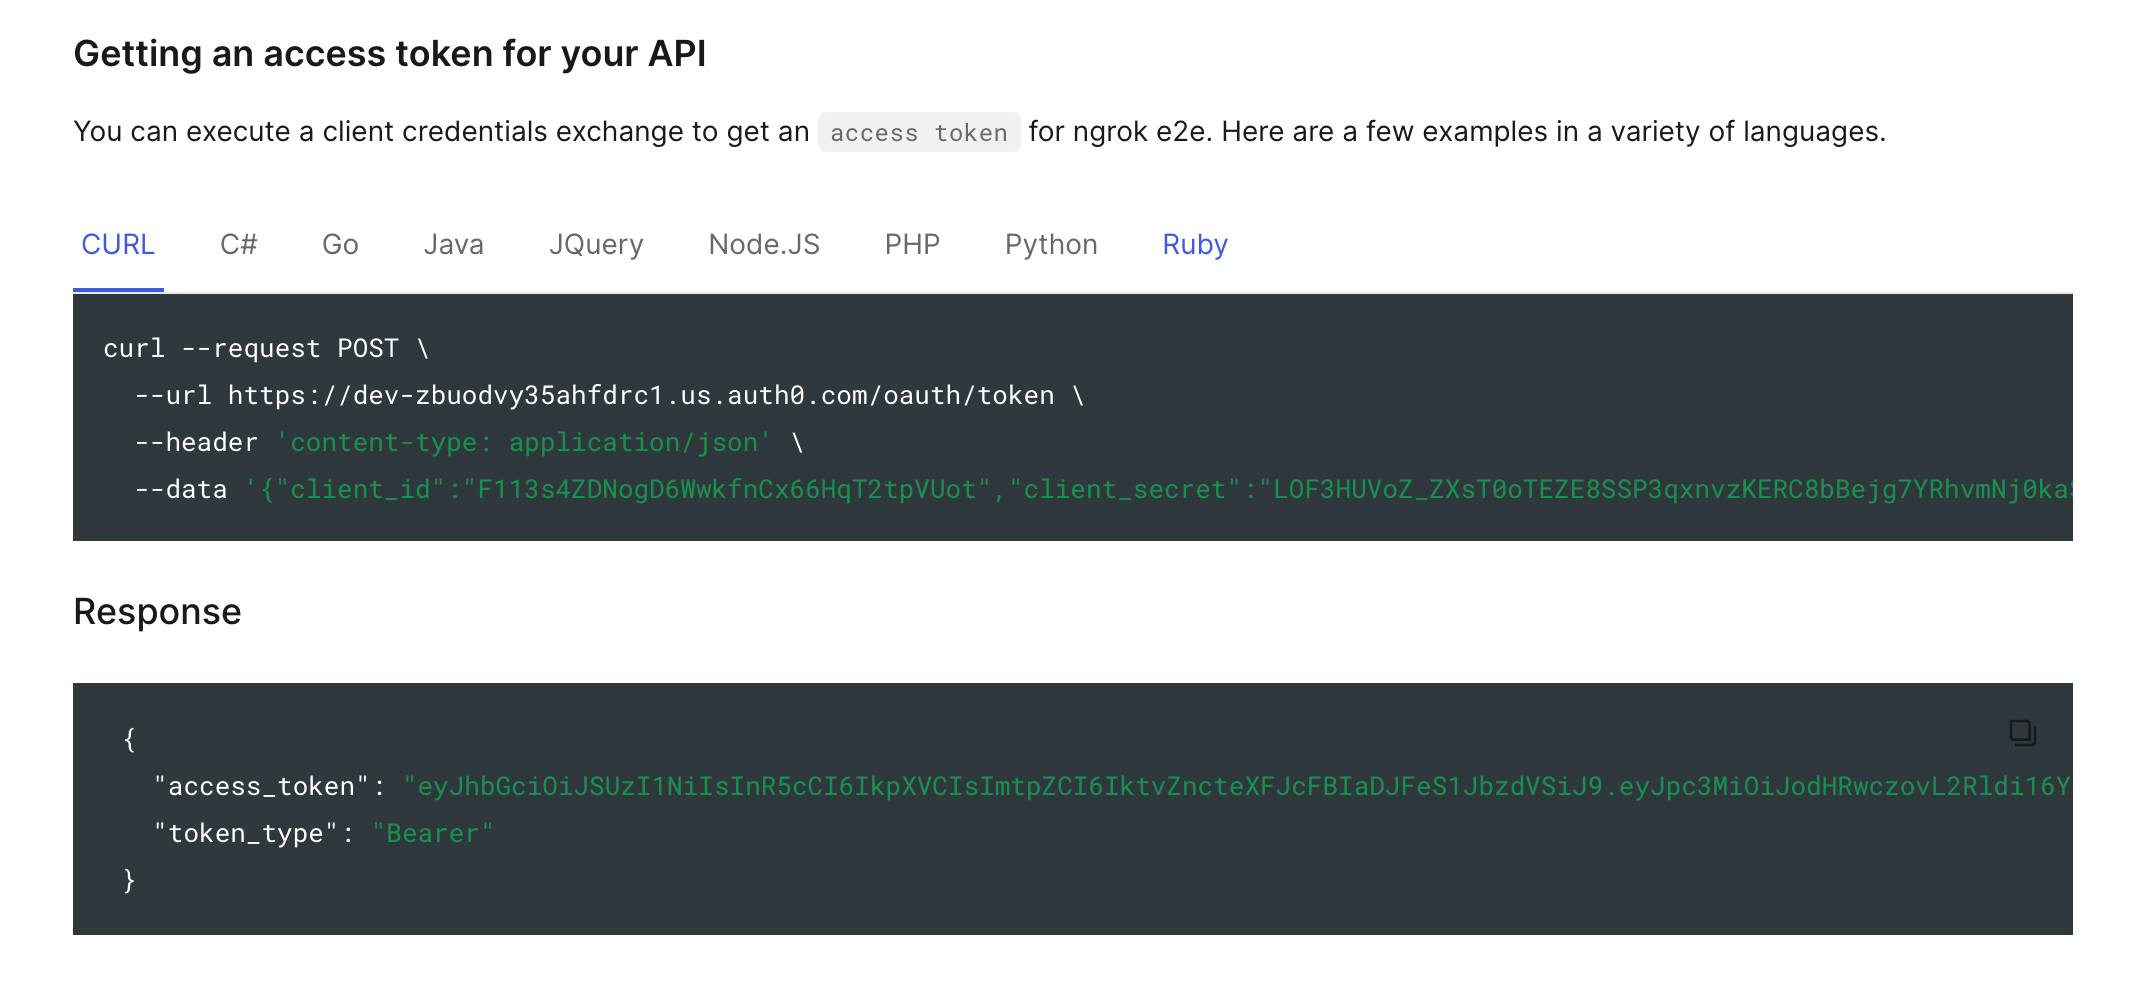 Getting an access token for your API
You can execute a client credentials exchange to get an access token for ngrok e2e. Here are a few examples in a variety of languages.
CURL C# Go Java JQuery Node.JS PHP Python Ruby
curl --request POST \
--url https://dev-zbuodvy35ahfdrc1.us.auth0.com/oauth/token \
--header 'content-type: application/json' \
--data '{"client_id":"F113s4ZDNogD6WwkfnCx66HqT2tpVUot","client_secret":"LOF3HUVoZ_ZXsT0oTEZE8SSP3qxnvzKERC8bBejg7YRhvmNj0kaS
Response
{
"access_token": "eyJhbGciOiJSUzI1NiIsInR5cCI6IkpXVCIsImtpZCI6IktvZncteXFJcFBIaDJFeS1JbzdVSiJ9.eyJpc3MiOiJodHRwczovL2Rldi16Y
"token_type": "Bearer"
}